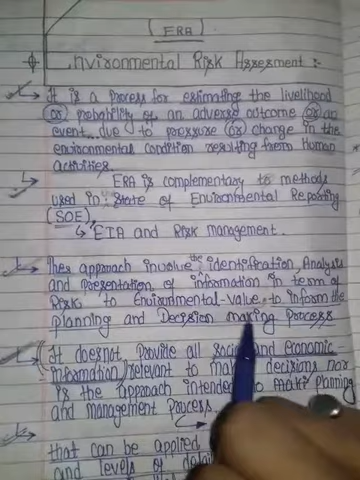 (ERA)
Environmental Risk Assesment :-
It is a process for estimating the livelihood
(or) probability of an adverse outcome (or) an
event due to pressure (or) change in the
environmental condition resulting from Human
activities.
ERA is complementary to methods
used in state of Environmental Reporting
(SOE),
EIA and Risk management.
This approach involve the identification, Analysis
and presentation of information in term of
Risk to Environmental-value to inform the
planning and Decision making Process
It doesnot provide all social and economic
information, relevant to make decisions nor
is the approach intended to make planning
and management process.
that can be applied
and levels of detail